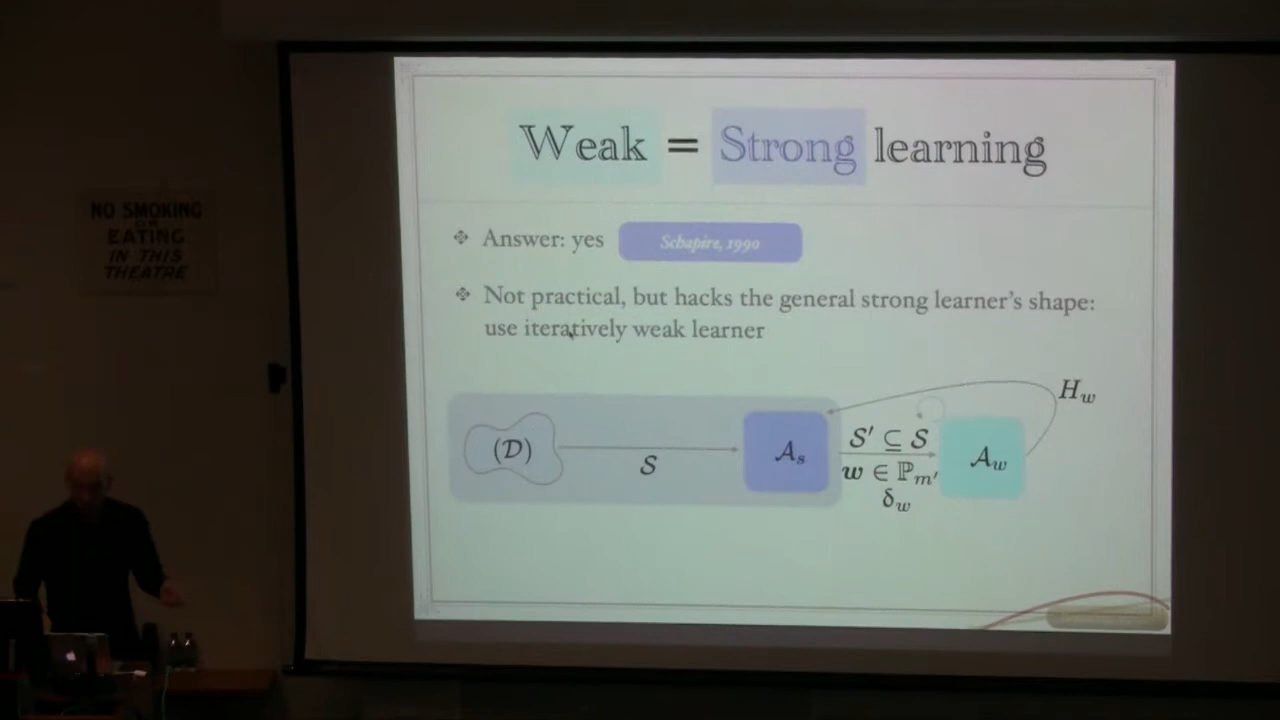 Weak = Strong learning
NO SMOKING
OR
EATING
IN THIS
THEATRE
Answer: yes
Schapire, 1990
Not practical, but hacks the general strong learner's shape:
use iteratively weak learner
H_w
(𝒟)
𝒮
𝒜_s
𝒮′ ⊆ 𝒮
w ∈ ℙ_m′
δ_w
𝒜_w